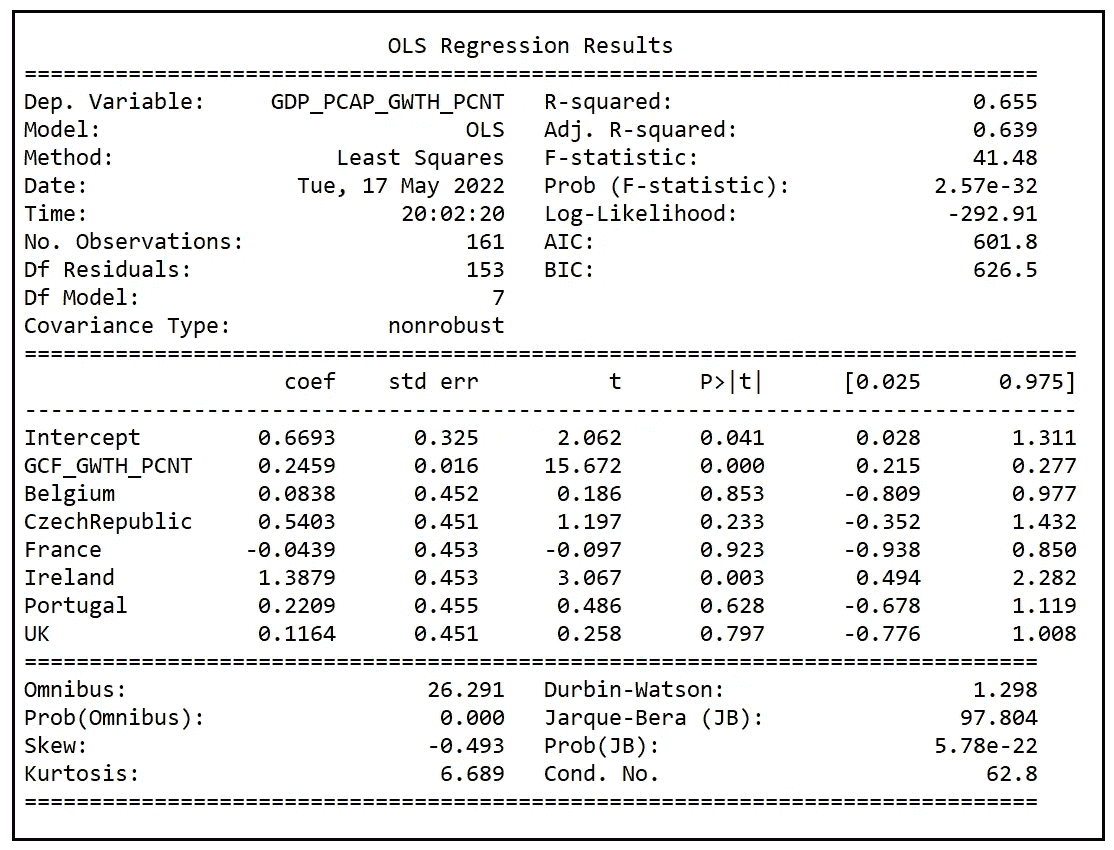 OLS Regression Results
==============================================================================
Dep. Variable: GDP_PCAP_GWTH_PCNT R-squared: 0.655
Model: OLS Adj. R-squared: 0.639
Method: Least Squares F-statistic: 41.48
Date: Tue, 17 May 2022 Prob (F-statistic): 2.57e-32
Time: 20:02:20 Log-Likelihood: -292.91
No. Observations: 161 AIC: 601.8
Df Residuals: 153 BIC: 626.5
Df Model: 7
Covariance Type: nonrobust
=================================================================================
coef std err t P>|t| [0.025 0.975]
---------------------------------------------------------------------------------
Intercept 0.6693 0.325 2.062 0.041 0.028 1.311
GCF_GWTH_PCNT 0.2459 0.016 15.672 0.000 0.215 0.277
Belgium 0.0838 0.452 0.186 0.853 -0.809 0.977
CzechRepublic 0.5403 0.451 1.197 0.233 -0.352 1.432
France -0.0439 0.453 -0.097 0.923 -0.938 0.850
Ireland 1.3879 0.453 3.067 0.003 0.494 2.282
Portugal 0.2209 0.455 0.486 0.628 -0.678 1.119
UK 0.1164 0.451 0.258 0.797 -0.776 1.008
==============================================================================
Omnibus: 26.291 Durbin-Watson: 1.298
Prob(Omnibus): 0.000 Jarque-Bera (JB): 97.804
Skew: -0.493 Prob(JB): 5.78e-22
Kurtosis: 6.689 Cond. No. 62.8
==============================================================================